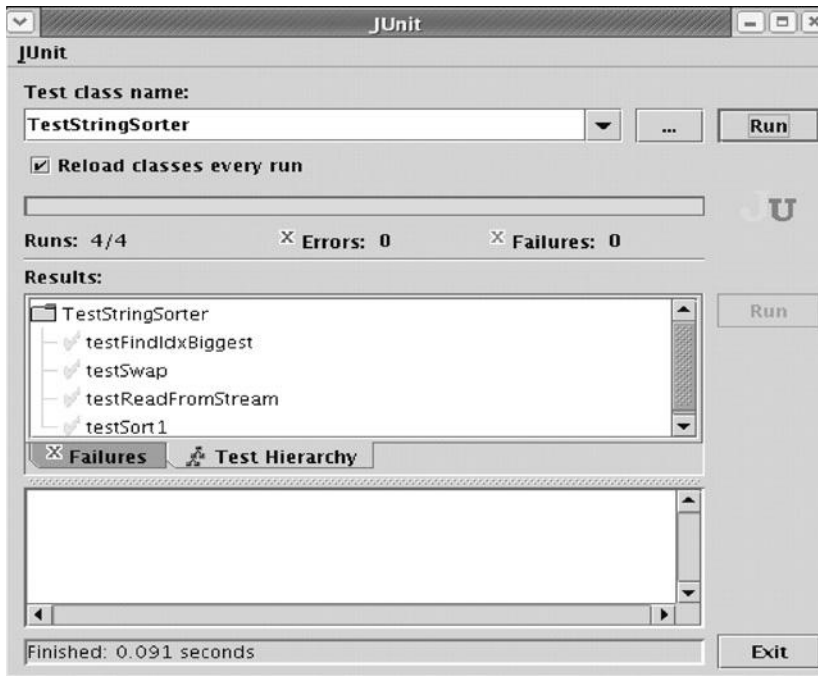 JUnit
JUnit
Test class name:
TestStringSorter ... Run
Reload classes every run
JU
Runs: 4/4 X Errors: 0 X Failures: 0
Results:
TestStringSorter Run
testFindIdxBiggest
testSwap
testReadFromStream
testSort1
X Failures Test Hierarchy
Finished: 0.091 seconds Exit